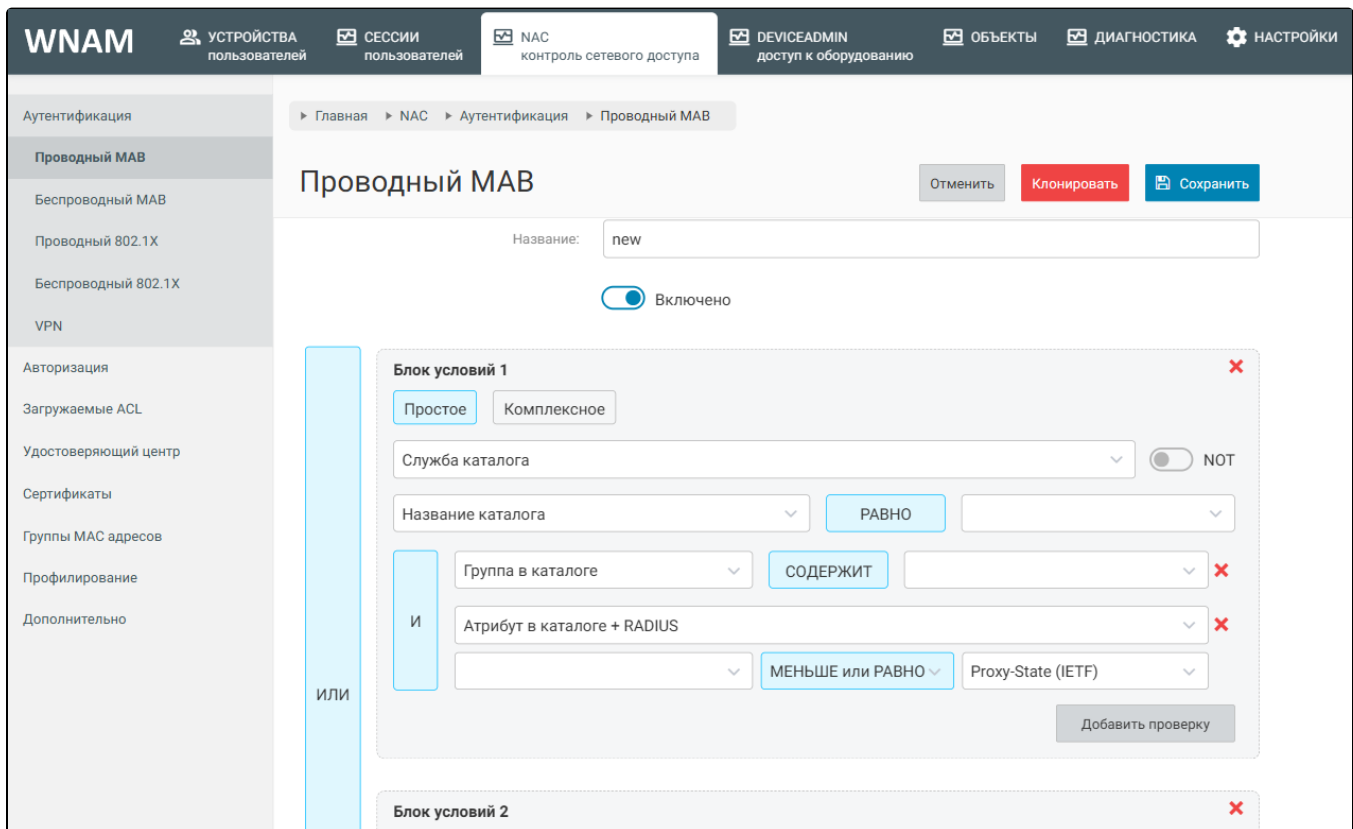 WNAM
УСТРОЙСТВА
пользователей
СЕССИИ
пользователей
NAC
контроль сетевого доступа
DEVICEADMIN
доступ к оборудованию
ОБЪЕКТЫ
ДИАГНОСТИКА
НАСТРОЙКИ
Аутентификация
Проводный MAB
Беспроводный MAB
Проводный 802.1X
Беспроводный 802.1X
VPN
Авторизация
Загружаемые ACL
Удостоверяющий центр
Сертификаты
Группы MAC адресов
Профилирование
Дополнительно
Главная NAC Аутентификация Проводный MAB
Проводный MAB
Отменить
Клонировать
Сохранить
Название: new
Включено
ИЛИ
Блок условий 1
Простое Комплексное
Служба каталога NOT
Название каталога РАВНО
И
Группа в каталоге СОДЕРЖИТ
Атрибут в каталоге + RADIUS
МЕНЬШЕ или РАВНО Proxy-State (IETF)
Добавить проверку
Блок условий 2